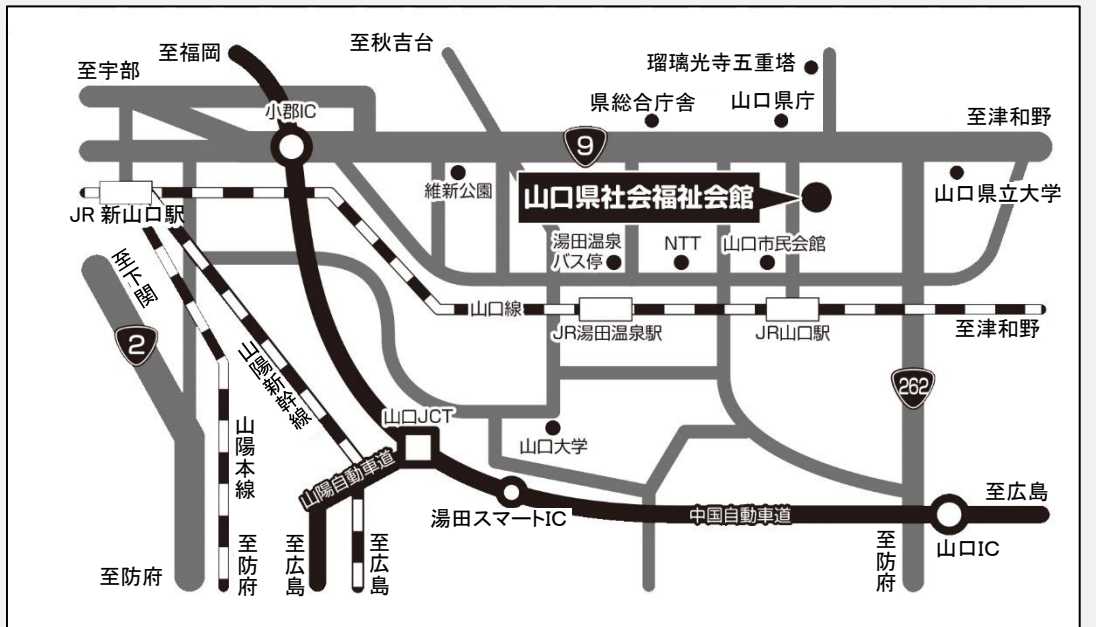 至福岡
至秋吉台
至宇部
瑠璃光寺五重塔
小郡IC
県総合庁舎
山口県庁
至津和野
9
維新公園
山口県社会福祉会館
山口県立大学
JR 新山口駅
湯田温泉
バス停
NTT
山口市民会館
至下関
山口線
JR湯田温泉駅
JR山口駅
至津和野
2
山陽新幹線
262
山口JCT
山口大学
山陽本線
山陽自動車道
湯田スマートIC
中国自動車道
至広島
山口IC
至防府
至防府
至広島
至広島
至防府